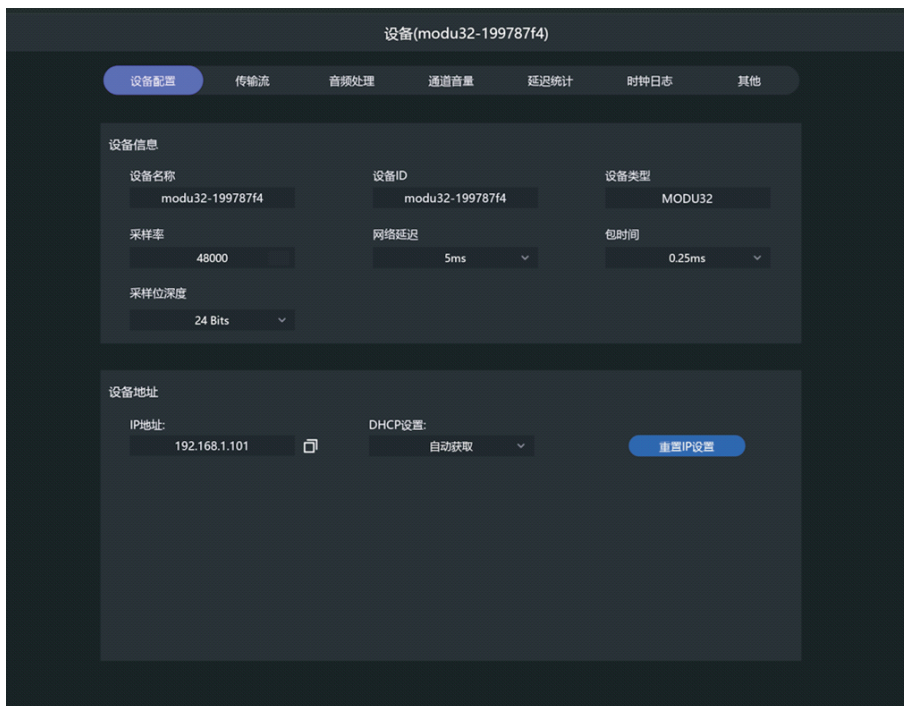 设备(modu32-199787f4)
设备配置 传输流 音频处理 通道音量 延迟统计 时钟日志 其他
设备信息
设备名称 设备ID 设备类型
modu32-199787f4 modu32-199787f4 MODU32
采样率 网络延迟 包时间
48000 5ms 0.25ms
采样位深度
24 Bits
设备地址
IP地址: DHCP设置:
192.168.1.101 自动获取 重置IP设置